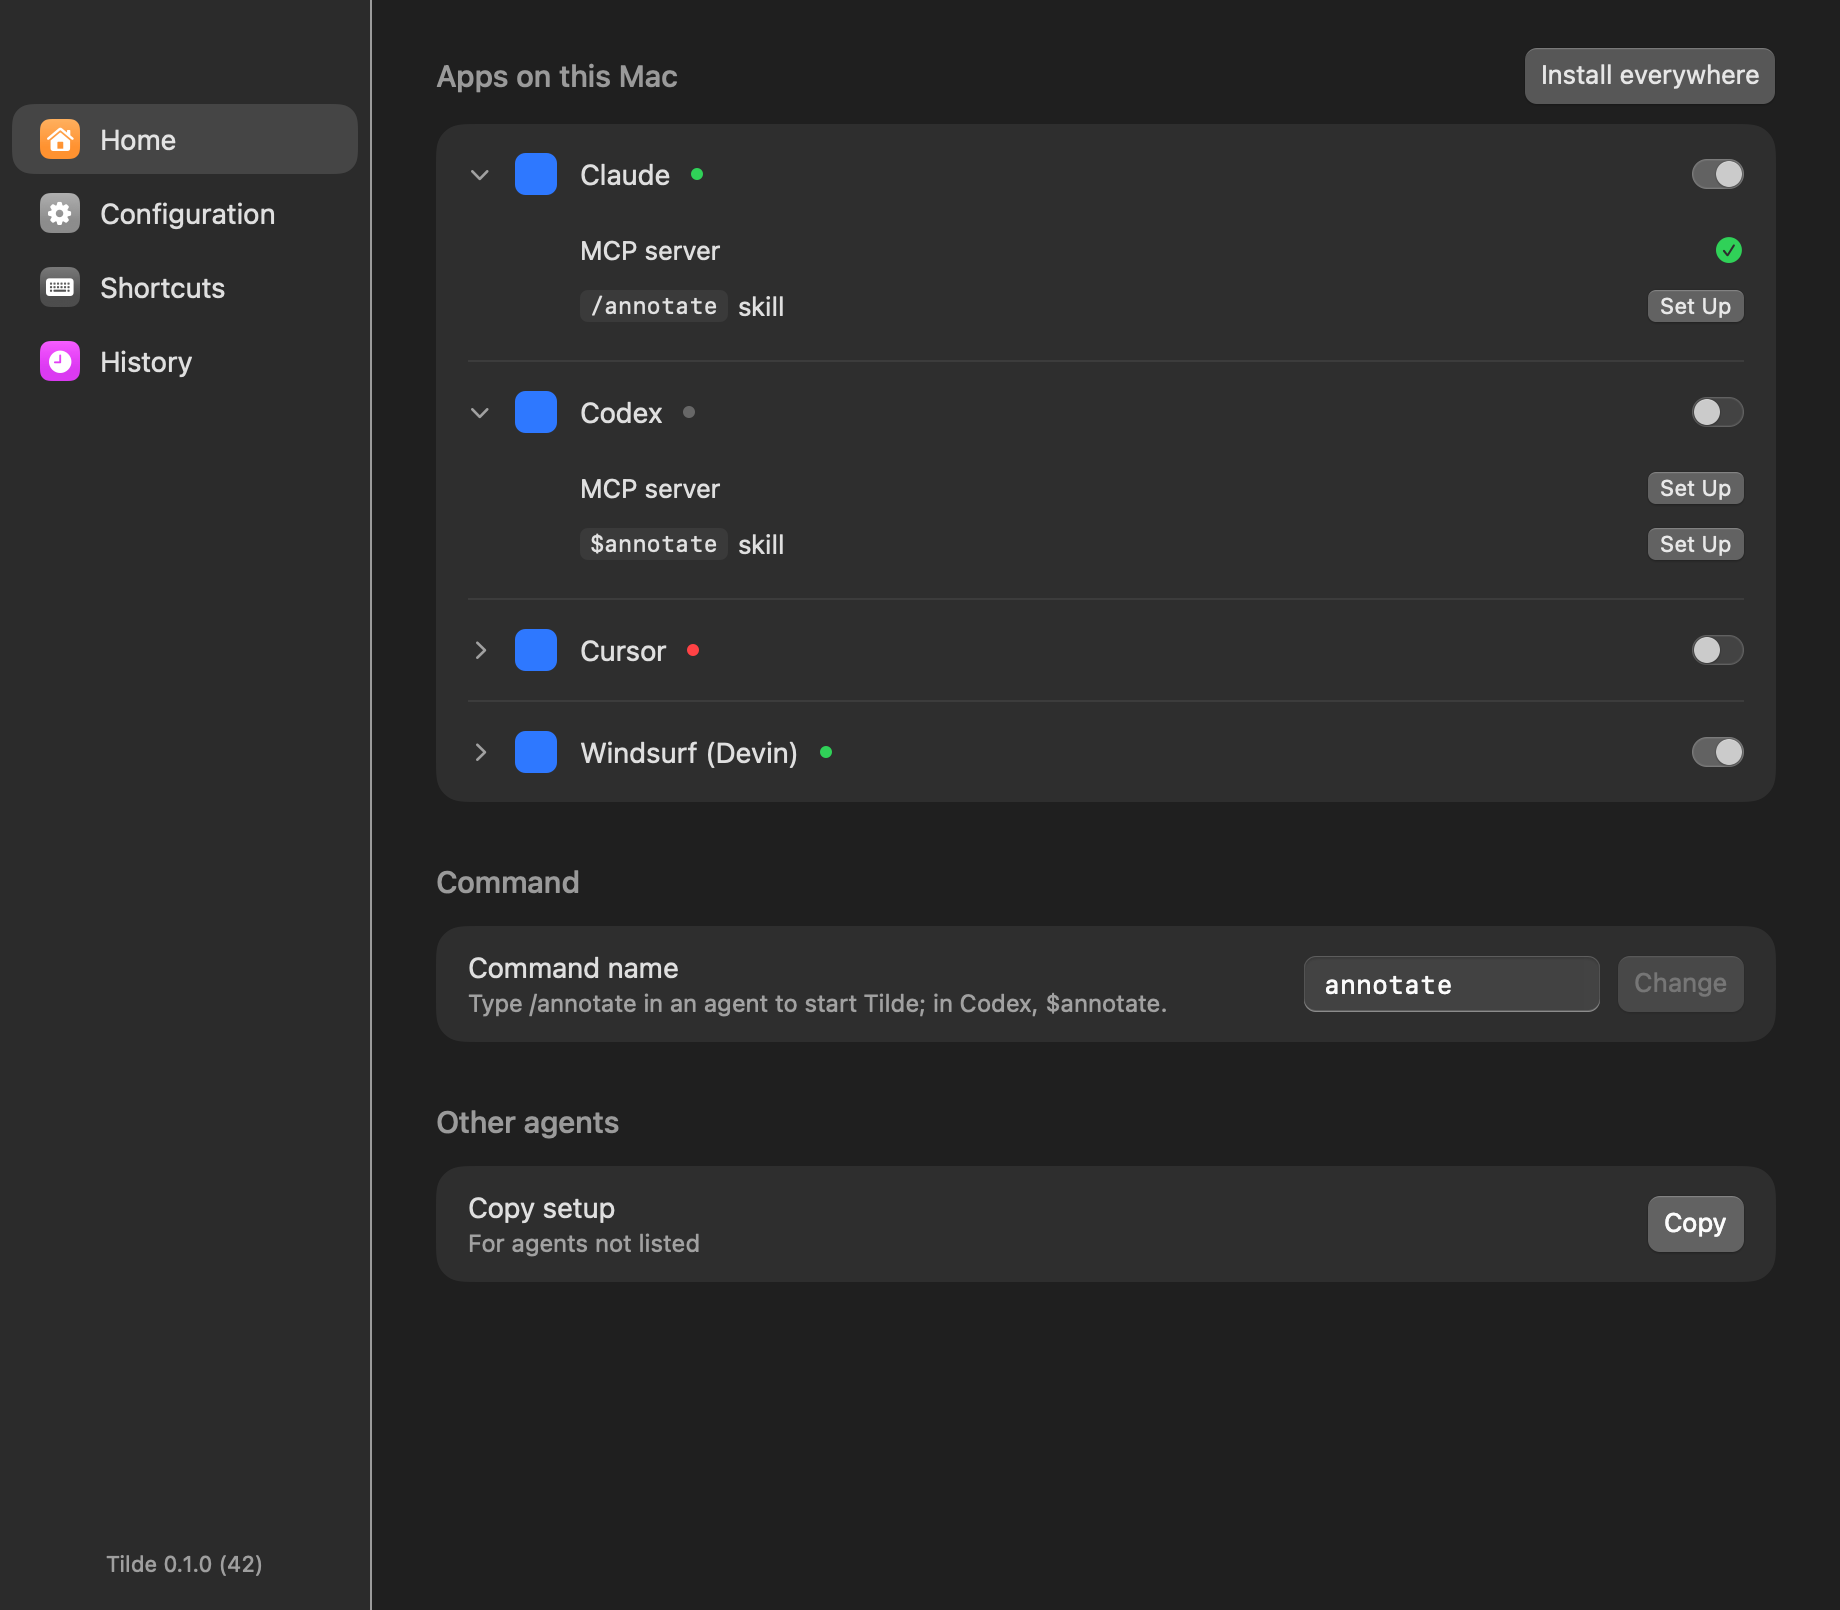 Home
Configuration
Shortcuts
History
Tilde 0.1.0 (42)
Apps on this Mac
Install everywhere
Claude
MCP server
/annotate skill
Set Up
Codex
MCP server
Set Up
$annotate skill
Set Up
Cursor
Windsurf (Devin)
Command
Command name
Type /annotate in an agent to start Tilde; in Codex, $annotate.
annotate
Change
Other agents
Copy setup
For agents not listed
Copy